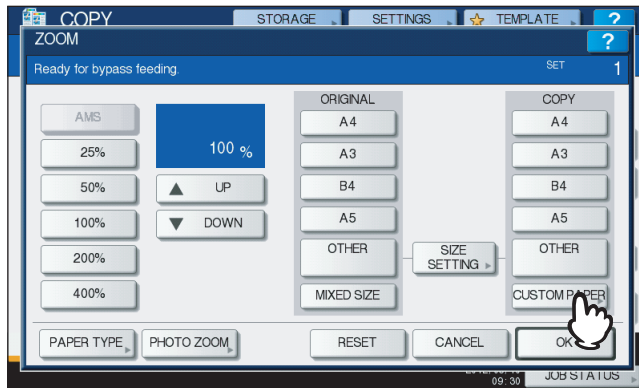 COPY
STORAGE
SETTINGS
TEMPLATE
?
ZOOM
?
Ready for bypass feeding.
SET 1
ORIGINAL
COPY
AMS
25%
50%
100%
200%
400%
100 %
UP
DOWN
A4
A3
B4
A5
OTHER
MIXED SIZE
SIZE
SETTING
A4
A3
B4
A5
OTHER
CUSTOM PAPER
PAPER TYPE
PHOTO ZOOM
RESET
CANCEL
OK
09:30
JOB STATUS